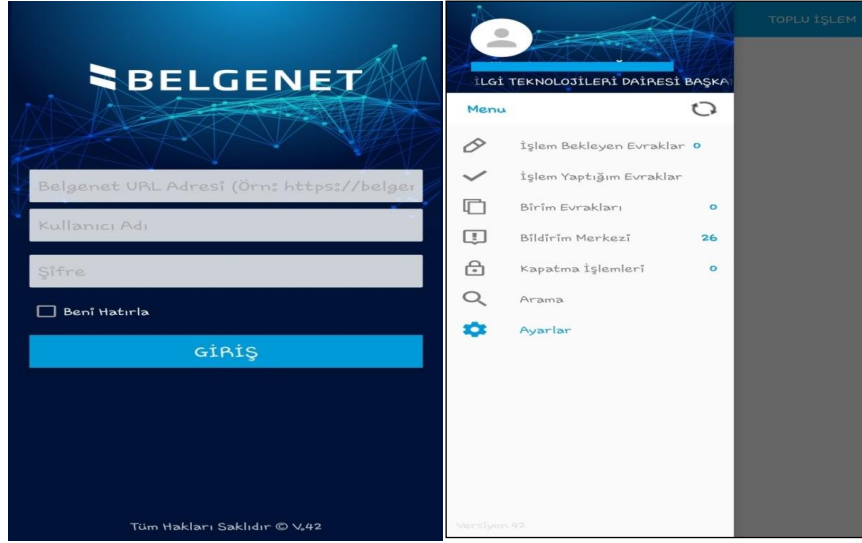 BELGENET
Belgenet URL Adresi (Örn: https://belger
Kullanıcı Adı
Şifre
Beni Hatırla
GİRİŞ
Tüm Hakları Saklıdır © V.42
İLGİ TEKNOLOJİLERİ DAİRESİ BAŞKA
Menu
İşlem Bekleyen Evraklar 0
İşlem Yaptığım Evraklar
Birim Evrakları 0
Bildirim Merkezi 26
Kapatma İşlemleri 0
Arama
Ayarlar
Versiyon 42
TOPLU İŞLEM